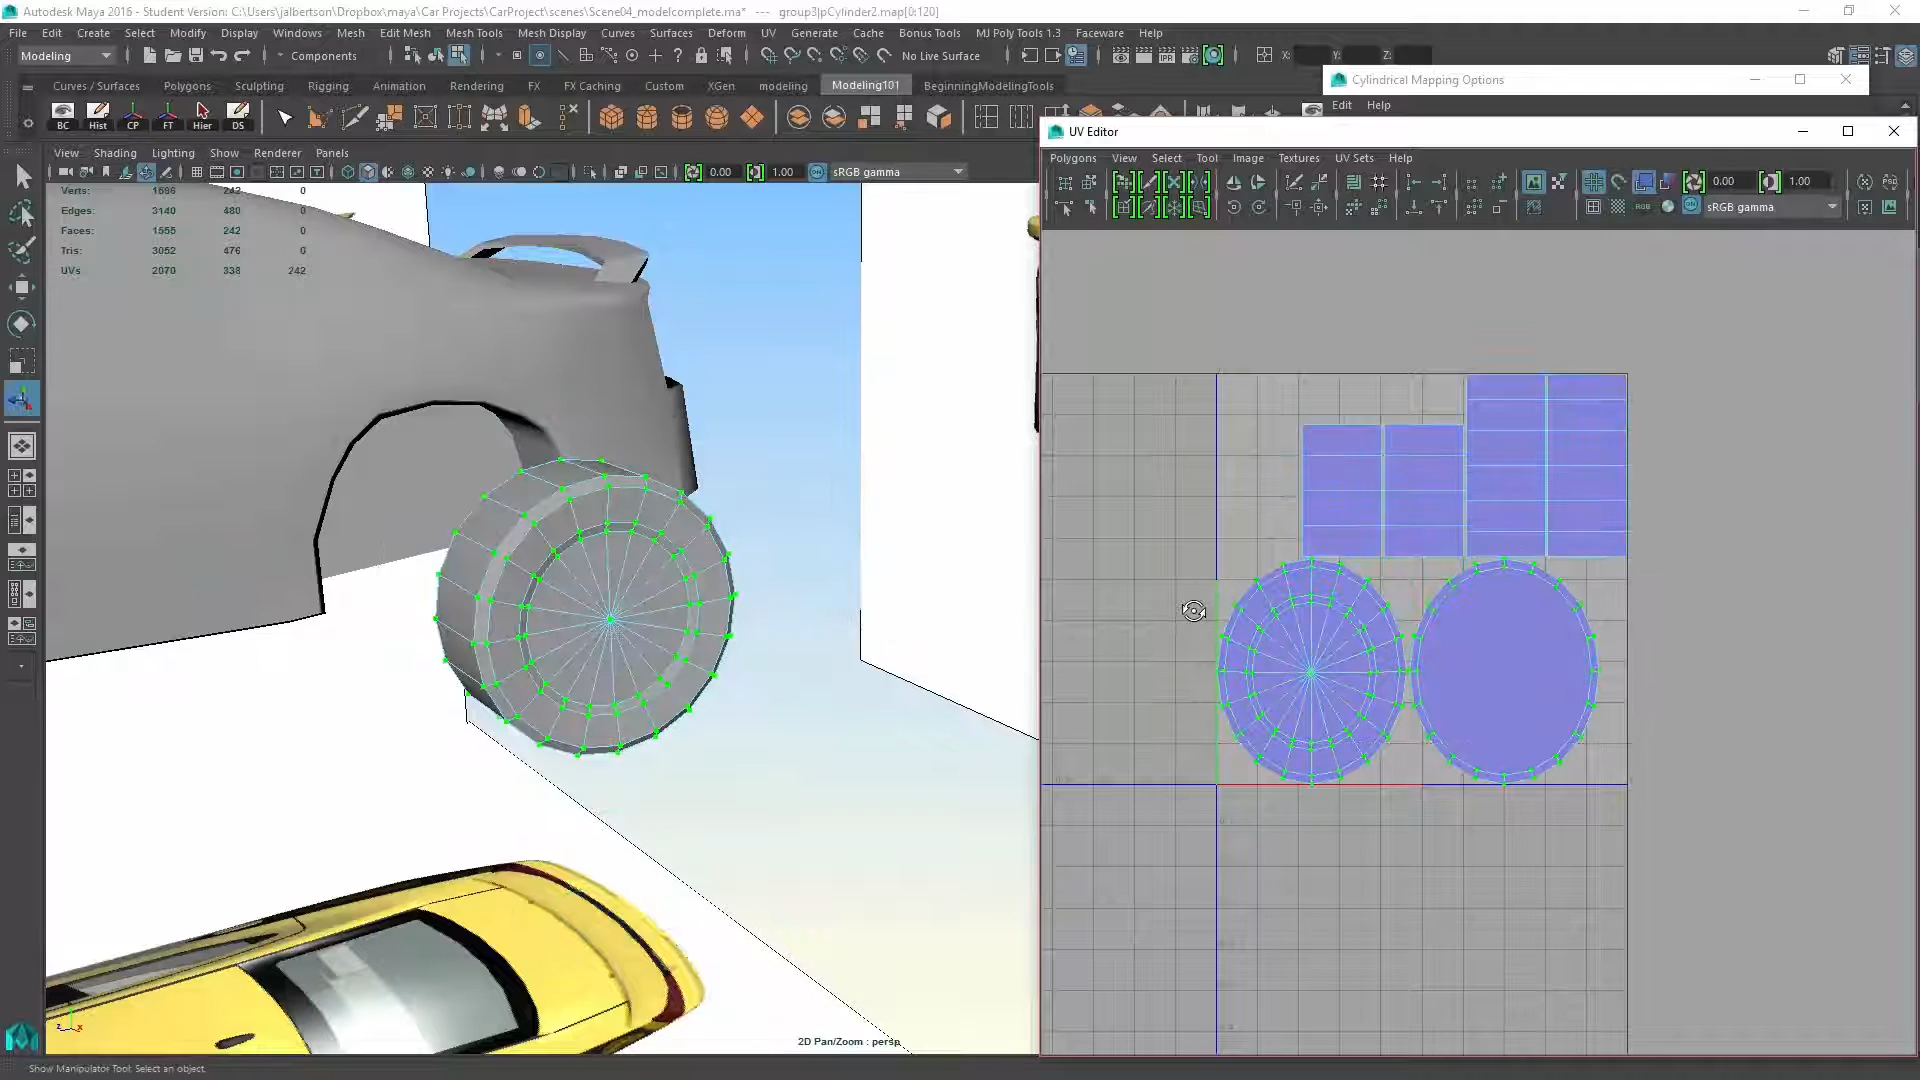 Autodesk Maya 2016 - Student Version: C:\Users\jalbertson\Dropbox\maya\Car Projects\CarProject\scenes\Scene04_modelcomplete.ma* --- group3|pCylinder2.map[0:120]
File Edit Create Select Modify Display Windows Mesh Edit Mesh Mesh Tools Mesh Display Curves Surfaces Deform UV Generate Cache Bonus Tools MJ Poly Tools 1.3 Faceware Help
Modeling Components No Live Surface X: Y: Z:
Curves / Surfaces Polygons Sculpting Rigging Animation Rendering FX FX Caching Custom XGen modeling Modeling101 BeginningModelingTools
Cylindrical Mapping Options
Edit Help
BC Hist CP FT Hier DS
UV Editor
View Shading Lighting Show Renderer Panels
Polygons View Select Tool Image Textures UV Sets Help
0.00 1.00 sRGB gamma
0.00 1.00
sRGB gamma
Verts: 1596 242 0
Edges: 3140 480 0
Faces: 1555 242 0
Tris: 3052 476 0
UVs 2070 338 242
2D Pan/Zoom : persp
Show Manipulator Tool: Select an object.